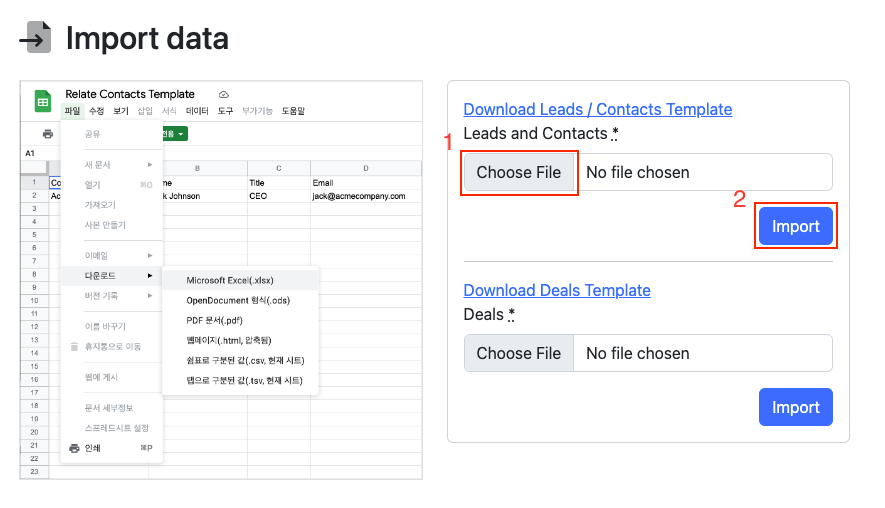 Import data
Relate Contacts Template
파일 수정 보기 삽입 서식 데이터 도구 부가기능 도움말
공유
전용
A1
새 문서
B C D
열기 ⌘O
1 Co me Title Email
가져오기
2 Ac k Johnson CEO jack@acmecompany.com
3
사본 만들기
4
5
6
이메일
7
다운로드
8
Microsoft Excel(.xlsx)
버전 기록
9
OpenDocument 형식(.ods)
10
PDF 문서(.pdf)
11
이름 바꾸기
12
웹페이지(.html, 압축됨)
휴지통으로 이동
13
14
쉼표로 구분된 값(.csv, 현재 시트)
15
웹에 게시
탭으로 구분된 값(.tsv, 현재 시트)
16
17
문서 세부정보
18
19
스프레드시트 설정
20
인쇄 ⌘P
21
22
23
Download Leads / Contacts Template
Leads and Contacts *
1
Choose File No file chosen
2
Import
Download Deals Template
Deals *
Choose File No file chosen
Import